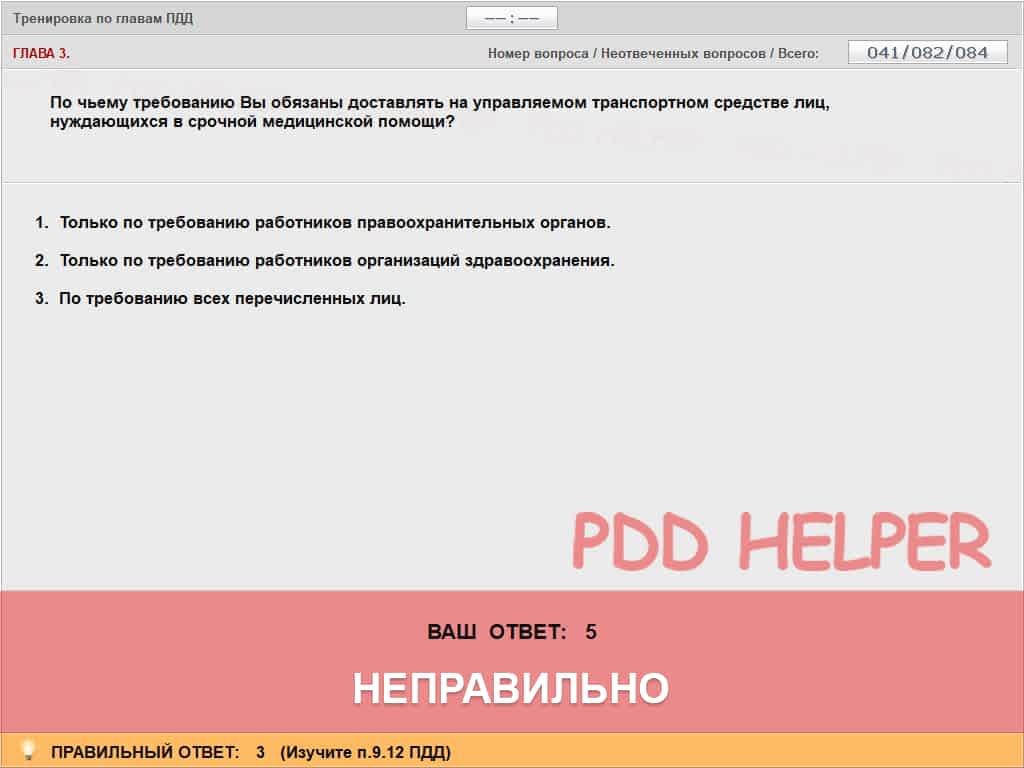 Тренировка по главам ПДД
—— : ——
ГЛАВА 3.
Номер вопроса / Неотвеченных вопросов / Всего:
041/082/084
По чьему требованию Вы обязаны доставлять на управляемом транспортном средстве лиц,
нуждающихся в срочной медицинской помощи?
1. Только по требованию работников правоохранительных органов.
2. Только по требованию работников организаций здравоохранения.
3. По требованию всех перечисленных лиц.
PDD HELPER
ВАШ ОТВЕТ: 5
НЕПРАВИЛЬНО
ПРАВИЛЬНЫЙ ОТВЕТ: 3 (Изучите п.9.12 ПДД)